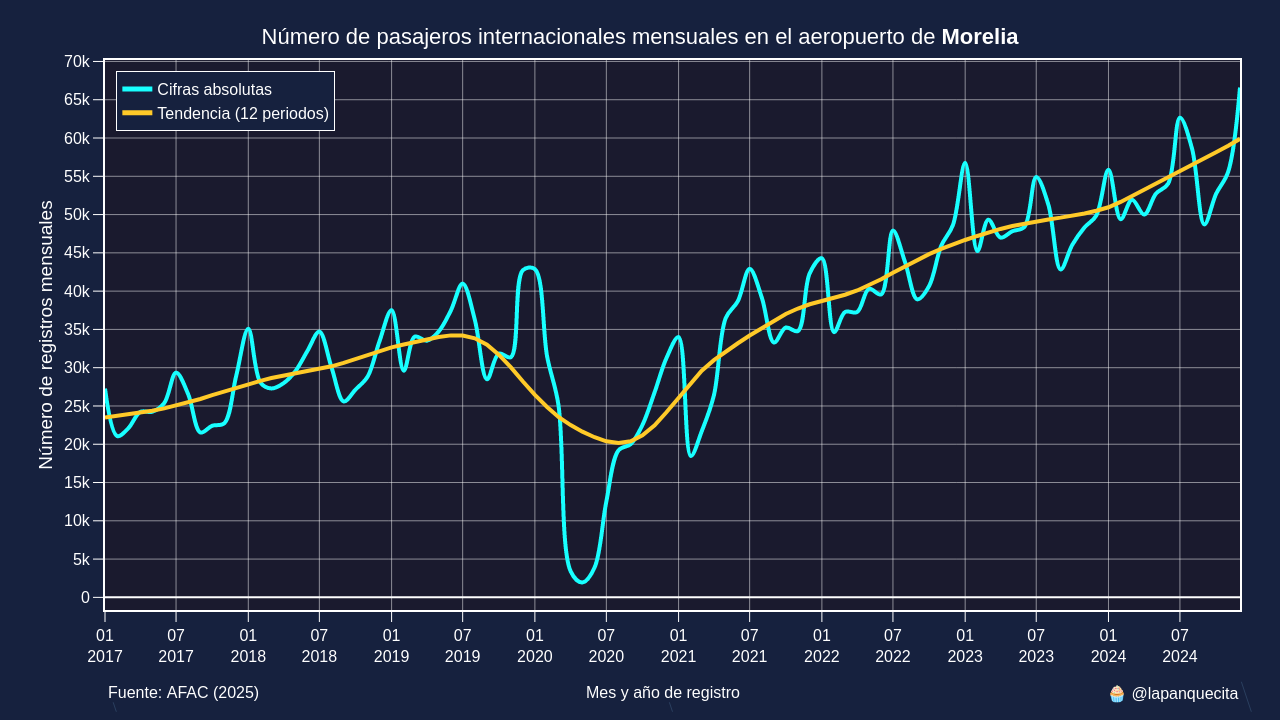 Número de pasajeros internacionales mensuales en el aeropuerto de Morelia
Cifras absolutas
Tendencia (12 periodos)
Número de registros mensuales
70k
65k
60k
55k
50k
45k
40k
35k
30k
25k
20k
15k
10k
5k
0
01 07 01 07 01 07 01 07 01 07 01 07 01 07 01 07
2017 2017 2018 2018 2019 2019 2020 2020 2021 2021 2022 2022 2023 2023 2024 2024
Fuente: AFAC (2025) Mes y año de registro 🧁 @lapanquecita